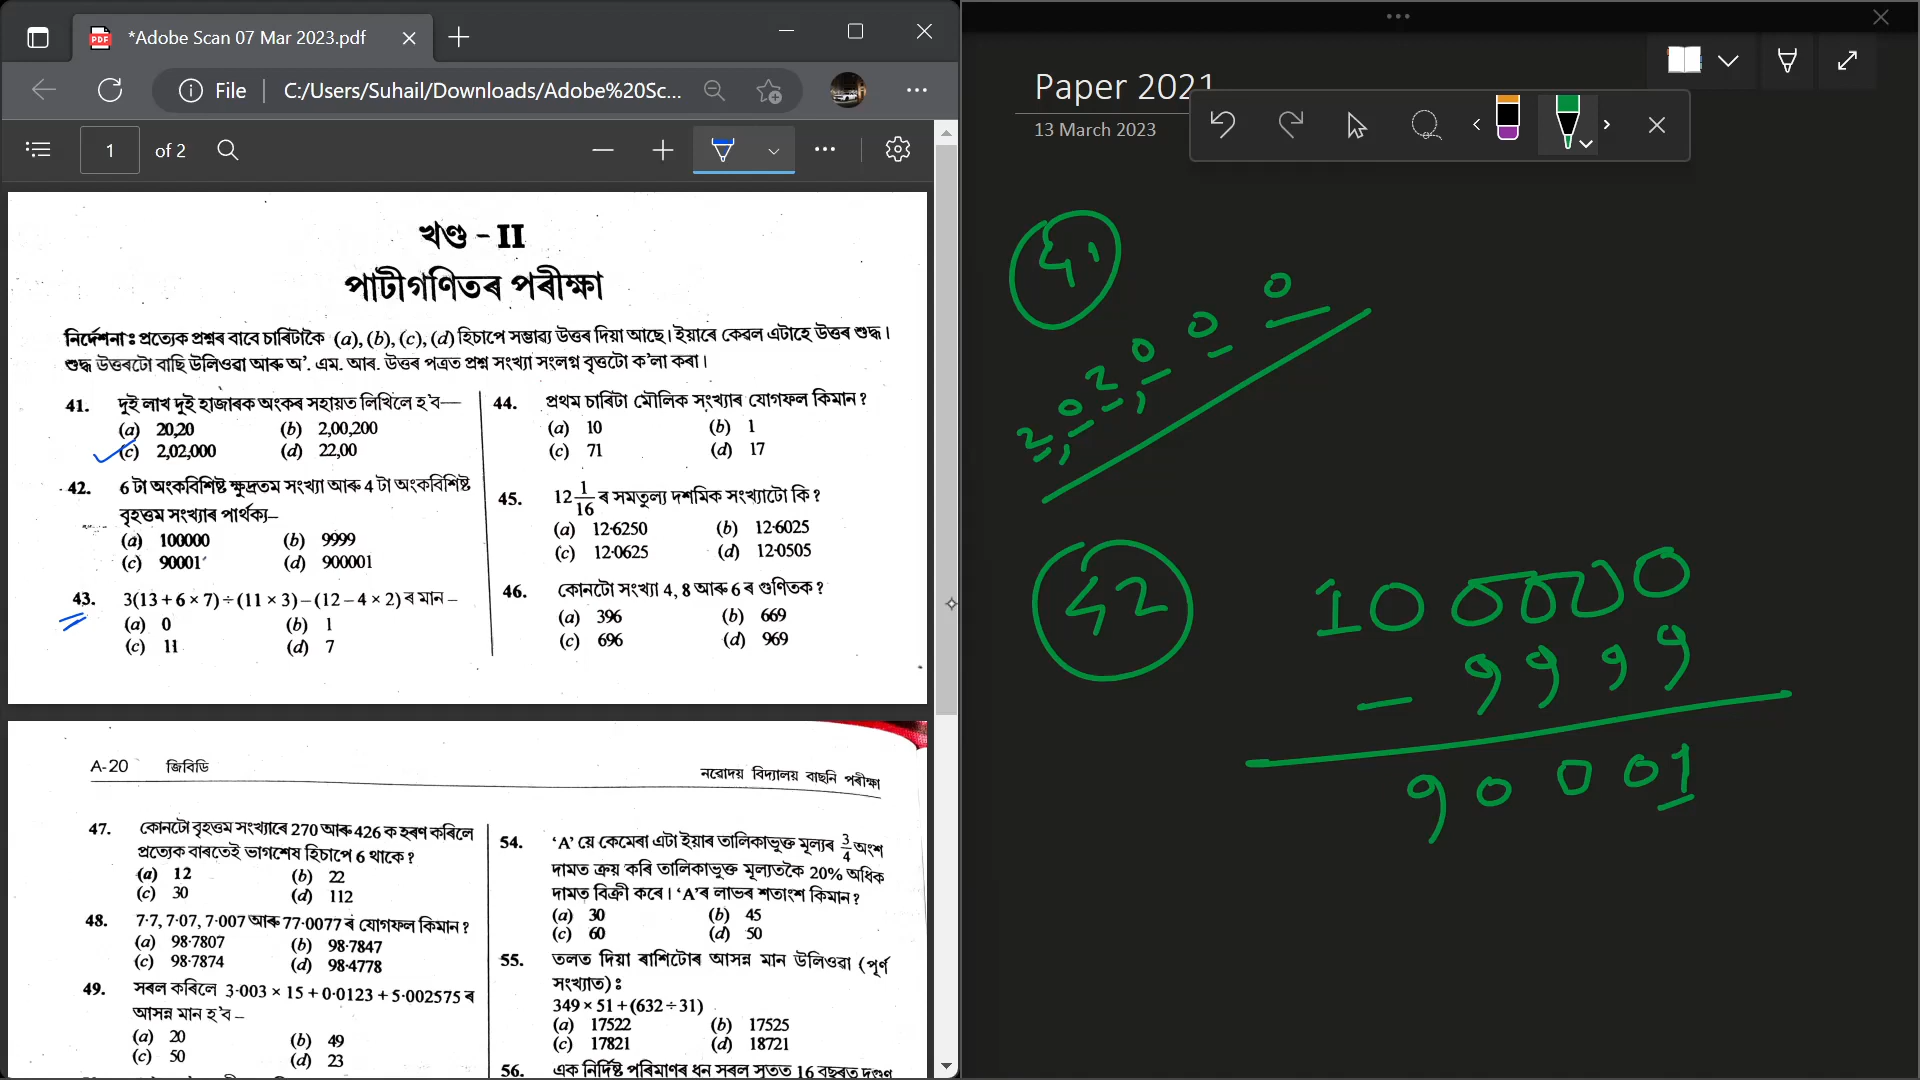 *Adobe Scan 07 Mar 2023.pdf
File
C:/Users/Suhail/Downloads/Adobe%20Sc...
1 of 2
খণ্ড - II
পাটীগণিতৰ পৰীক্ষা
নিৰ্দেশনাঃ প্ৰত্যেক প্ৰশ্নৰ বাবে চাৰিটাকৈ (a), (b), (c), (d) হিচাপে সম্ভাব্য উত্তৰ দিয়া আছে। ইয়াৰে কেৱল এটাহে উত্তৰ শুদ্ধ।
শুদ্ধ উত্তৰটো বাছি উলিওৱা আৰু অ'. এম. আৰ. উত্তৰ পত্ৰত প্ৰশ্ন সংখ্যা সংলগ্ন বৃত্তটো ক'লা কৰা।
41. দুই লাখ দুই হাজাৰক অংকৰ সহায়ত লিখিলে হ'ব—
(a) 20,20 (b) 2,00,200
(c) 2,02,000 (d) 22,00
42. 6 টা অংকবিশিষ্ট ক্ষুদ্ৰতম সংখ্যা আৰু 4 টা অংকবিশিষ্ট
বৃহত্তম সংখ্যাৰ পাৰ্থক্য–
(a) 100000 (b) 9999
(c) 90001 (d) 900001
43. 3(13 + 6 × 7) ÷ (11 × 3) – (12 – 4 × 2) ৰ মান –
(a) 0 (b) 1
(c) 11 (d) 7
44. প্ৰথম চাৰিটা মৌলিক সংখ্যাৰ যোগফল কিমান ?
(a) 10 (b) 1
(c) 71 (d) 17
45. 12 1/16 ৰ সমতুল্য দশমিক সংখ্যাটো কি ?
(a) 12·6250 (b) 12·6025
(c) 12·0625 (d) 12·0505
46. কোনটো সংখ্যা 4, 8 আৰু 6 ৰ গুণিতক ?
(a) 396 (b) 669
(c) 696 (d) 969
A-20 জিবিডি
নৱোদয় বিদ্যালয় বাছনি পৰীক্ষা
47. কোনটো বৃহত্তম সংখ্যাৰে 270 আৰু 426 ক হৰণ কৰিলে
প্ৰত্যেক বাৰতেই ভাগশেষ হিচাপে 6 থাকে ?
(a) 12 (b) 22
(c) 30 (d) 112
48. 7·7, 7·07, 7·007 আৰু 77·0077 ৰ যোগফল কিমান ?
(a) 98·7807 (b) 98·7847
(c) 98·7874 (d) 98·4778
49. সৰল কৰিলে 3·003 × 15 + 0·0123 + 5·002575 ৰ
আসন্ন মান হ'ব –
(a) 20 (b) 49
(c) 50 (d) 23
54. 'A' য়ে কেমেৰা এটা ইয়াৰ তালিকাভুক্ত মূল্যৰ 3/4 অংশ
দামত ক্ৰয় কৰি তালিকাভুক্ত মূল্যতকৈ 20% অধিক
দামত বিক্ৰী কৰে। 'A'ৰ লাভৰ শতাংশ কিমান ?
(a) 30 (b) 45
(c) 60 (d) 50
55. তলত দিয়া ৰাশিটোৰ আসন্ন মান উলিওৱা (পূৰ্ণ
সংখ্যাত) ঃ
349 × 51 + (632 ÷ 31)
(a) 17522 (b) 17525
(c) 17821 (d) 18721
56. এক নিৰ্দিষ্ট পৰিমাণৰ ধন সৰল সুতত 16 বছৰত দুগুণ
Paper 2021
13 March 2023
41
2,02,000
42
100000
- 9999
90001